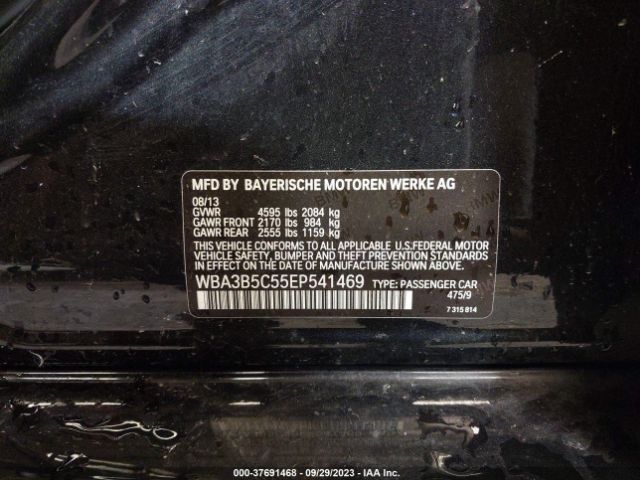 MFD BY BAYERISCHE MOTOREN WERKE AG
08/13
GVWR 4595 lbs 2084 kg
GAWR FRONT 2170 lbs 984 kg
GAWR REAR 2555 lbs 1159 kg
THIS VEHICLE CONFORMS TO ALL APPLICABLE U.S.FEDERAL MOTOR
VEHICLE SAFETY, BUMPER AND THEFT PREVENTION STANDARDS
IN EFFECT ON THE DATE OF MANUFACTURE SHOWN ABOVE.
WBA3B5C55EP541469 TYPE: PASSENGER CAR
475/9
7 315 814
000-37691468 - 09/29/2023 - IAA Inc.